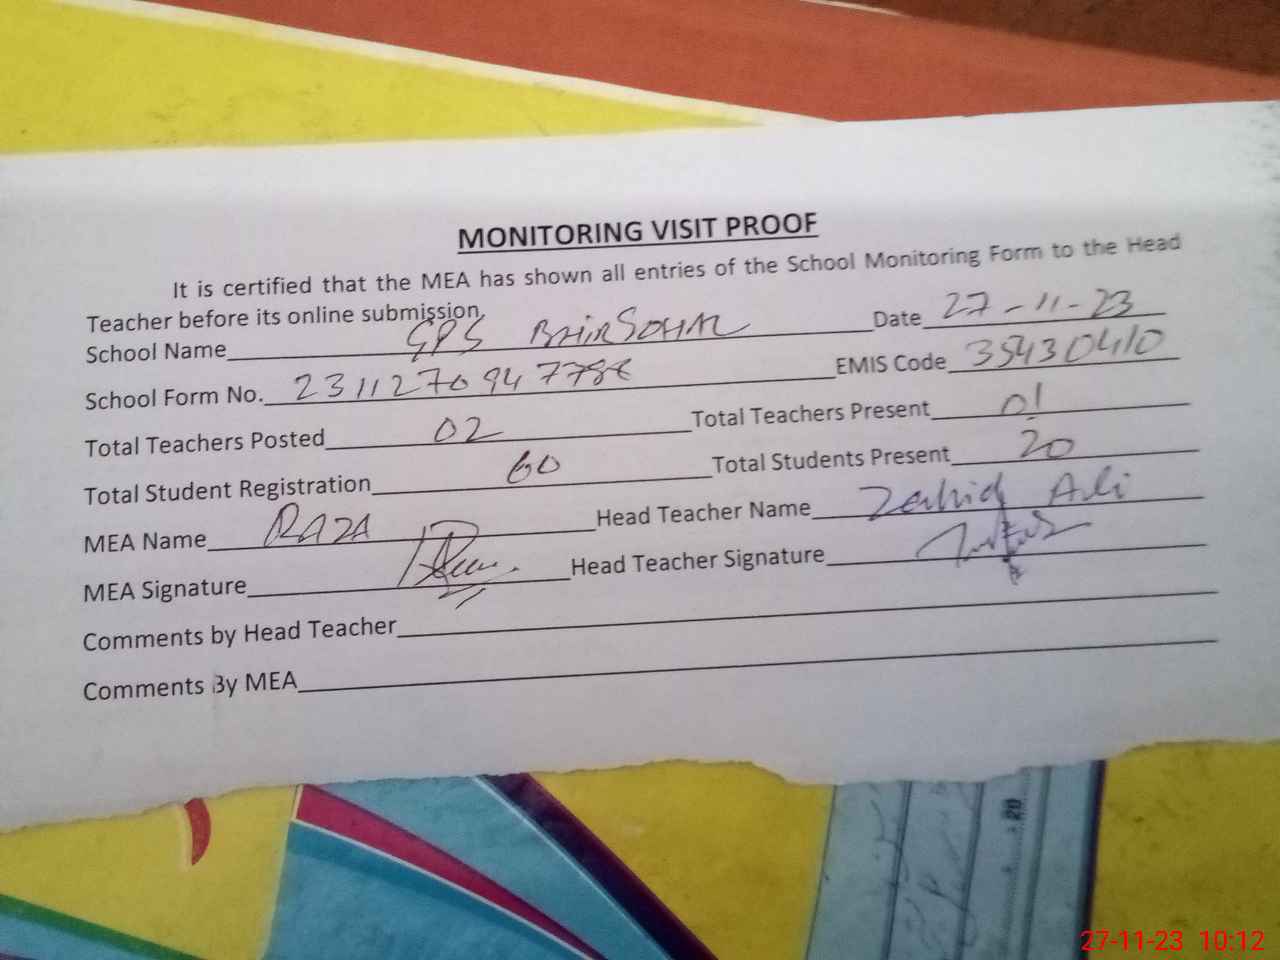 MONITORING VISIT PROOF
It is certified that the MEA has shown all entries of the School Monitoring Form to the Head
Teacher before its online submission.
School Name GPS BHIRSOHAL Date 27-11-23
School Form No. 231127094778 EMIS Code 35430410
Total Teachers Posted 02 Total Teachers Present 01
Total Student Registration 60 Total Students Present 20
MEA Name RAZA Head Teacher Name Zahid Ali
MEA Signature Head Teacher Signature
Comments by Head Teacher
Comments By MEA
20
27-11-23 10:12